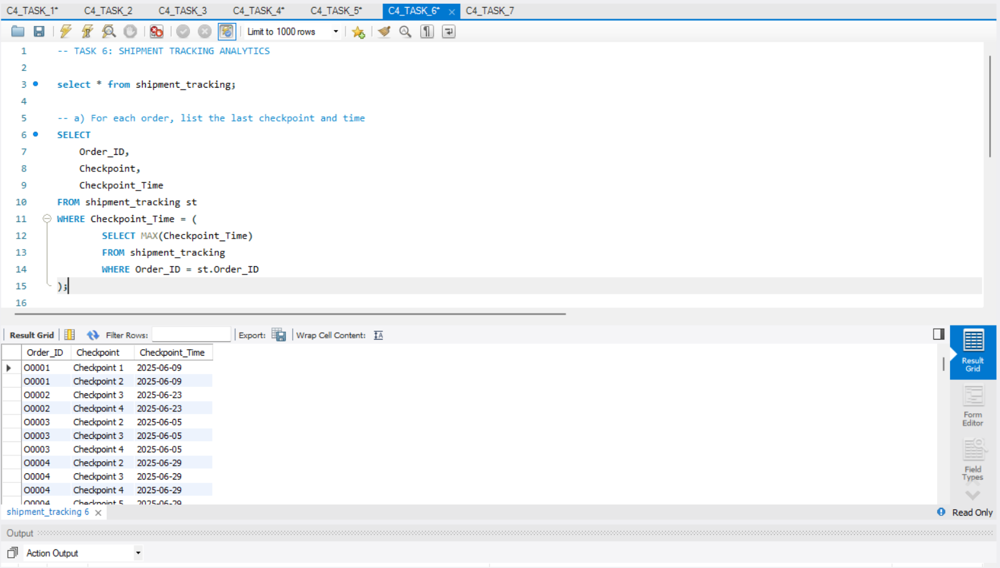 C4_TASK_1* C4_TASK_2 C4_TASK_3 C4_TASK_4* C4_TASK_5* C4_TASK_6* C4_TASK_7
Limit to 1000 rows
1 -- TASK 6: SHIPMENT TRACKING ANALYTICS
2
3 select * from shipment_tracking;
4
5 -- a) For each order, list the last checkpoint and time
6 SELECT
7 Order_ID,
8 Checkpoint,
9 Checkpoint_Time
10 FROM shipment_tracking st
11 WHERE Checkpoint_Time = (
12 SELECT MAX(Checkpoint_Time)
13 FROM shipment_tracking
14 WHERE Order_ID = st.Order_ID
15 );
16
Result Grid Filter Rows: Export: Wrap Cell Content:
Order_ID Checkpoint Checkpoint_Time
O0001 Checkpoint 1 2025-06-09
O0001 Checkpoint 2 2025-06-09
O0002 Checkpoint 3 2025-06-23
O0002 Checkpoint 4 2025-06-23
O0003 Checkpoint 2 2025-06-05
O0003 Checkpoint 3 2025-06-05
O0003 Checkpoint 4 2025-06-05
O0004 Checkpoint 2 2025-06-29
O0004 Checkpoint 3 2025-06-29
O0004 Checkpoint 4 2025-06-29
O0004 Checkpoint 5 2025-06-29
Result
Grid
Form
Editor
Field
Types
shipment_tracking 6
Read Only
Output
Action Output